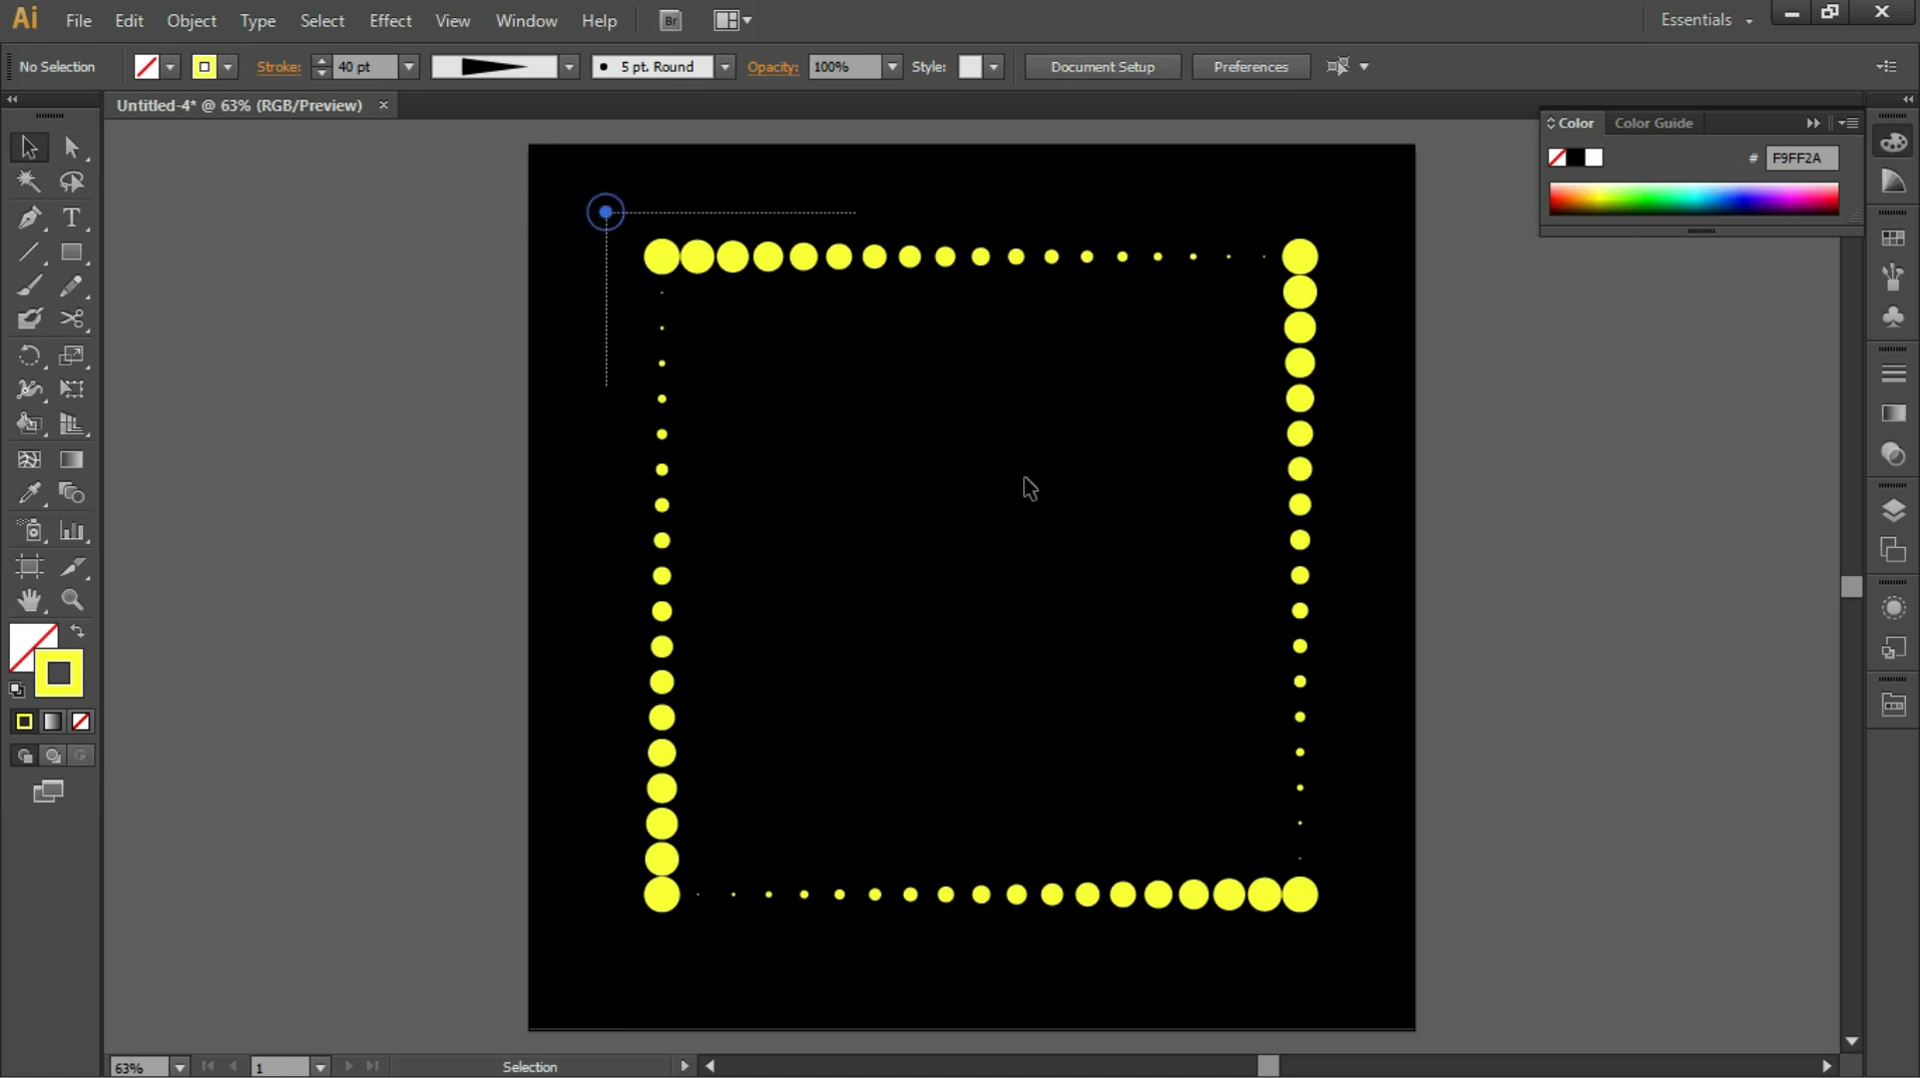 Ai File Edit Object Type Select Effect View Window Help Br Essentials
No Selection Stroke: 40 pt 5 pt. Round Opacity: 100% Style: Document Setup Preferences
Untitled-4* @ 63% (RGB/Preview) ×
Color Color Guide
# F9FF2A
T
63% 1 Selection